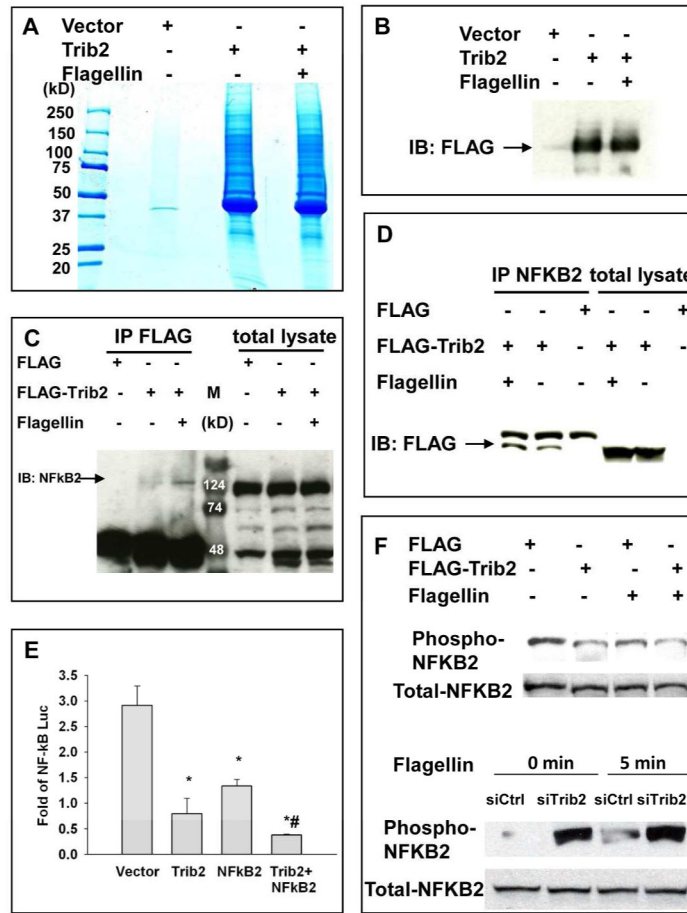 A
Vector + - -
Trib2 - + +
Flagellin - - +
(kD)
250
150
100
75
50
37
25
20
B
Vector + - -
Trib2 - + +
Flagellin - - +
IB: FLAG
C
IP FLAG total lysate
FLAG + - - + - -
FLAG-Trib2 - + + M - + +
Flagellin - - + (kD) - - +
IB: NFkB2
124
74
48
D
IP NFKB2 total lysate
FLAG - - + - - +
FLAG-Trib2 + + - + + -
Flagellin + - - + -
IB: FLAG
E
Fold of NF-kB Luc
3.5
3.0
2.5
2.0
1.5
1.0
0.5
0.0
*
*
*#
Vector Trib2 NFkB2 Trib2+
NFkB2
F
FLAG + - + -
FLAG-Trib2 - + - +
Flagellin - - + +
Phospho-
NFKB2
Total-NFKB2
Flagellin 0 min 5 min
siCtrl siTrib2 siCtrl siTrib2
Phospho-
NFKB2
Total-NFKB2